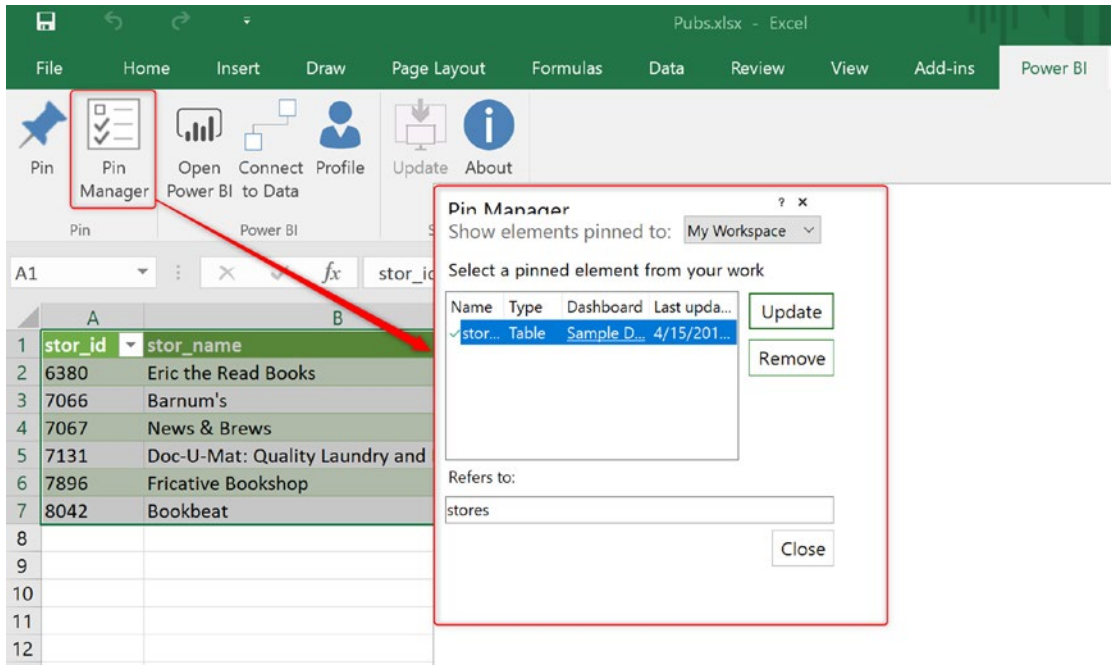 Pubs.xlsx - Excel
File Home Insert Draw Page Layout Formulas Data Review View Add-ins Power BI
Pin Pin Manager Open Power BI Connect to Data Profile Update About
Pin Power BI S
A1 fx stor_id
Pin Manager ? ×
Show elements pinned to: My Workspace
Select a pinned element from your work
Name Type Dashboard Last upda...
stor... Table Sample D... 4/15/201...
Update
Remove
Refers to:
stores
Close
A B
1 stor_id stor_name
2 6380 Eric the Read Books
3 7066 Barnum's
4 7067 News & Brews
5 7131 Doc-U-Mat: Quality Laundry and
6 7896 Fricative Bookshop
7 8042 Bookbeat
8
9
10
11
12